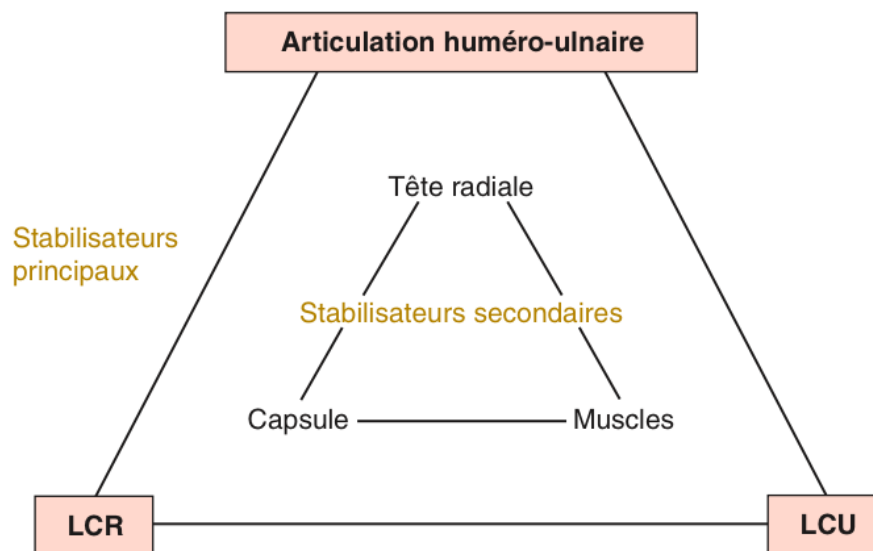 Articulation huméro-ulnaire
Tête radiale
Stabilisateurs
principaux
Stabilisateurs secondaires
Capsule
Muscles
LCR
LCU